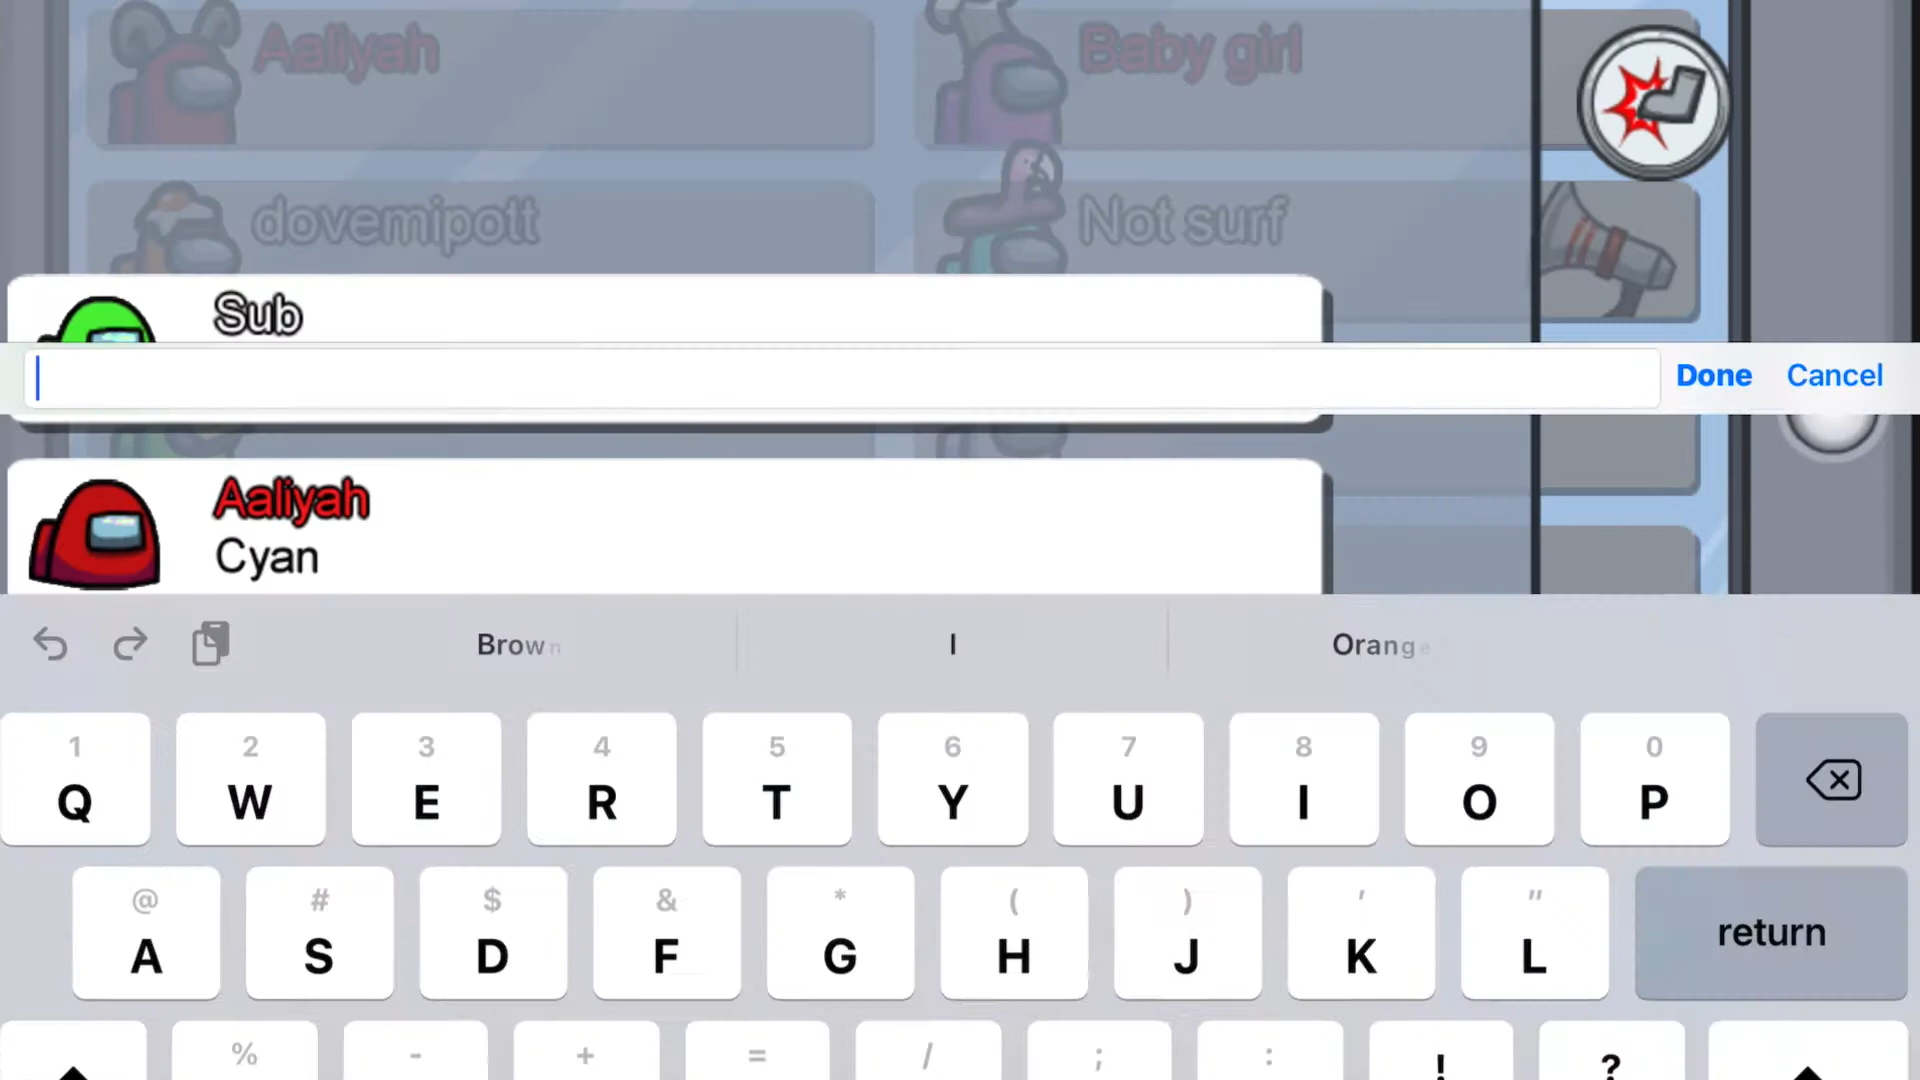 Aaliyah
Baby girl
dovemipott
Not surf
Sub
Done
Cancel
Aaliyah
Cyan
Brown
I
Orange
1 2 3 4 5 6 7 8 9 0
Q W E R T Y U I O P
@ # $ & * ( ) ' "
A S D F G H J K L
return
% - + = / ; : ! ?